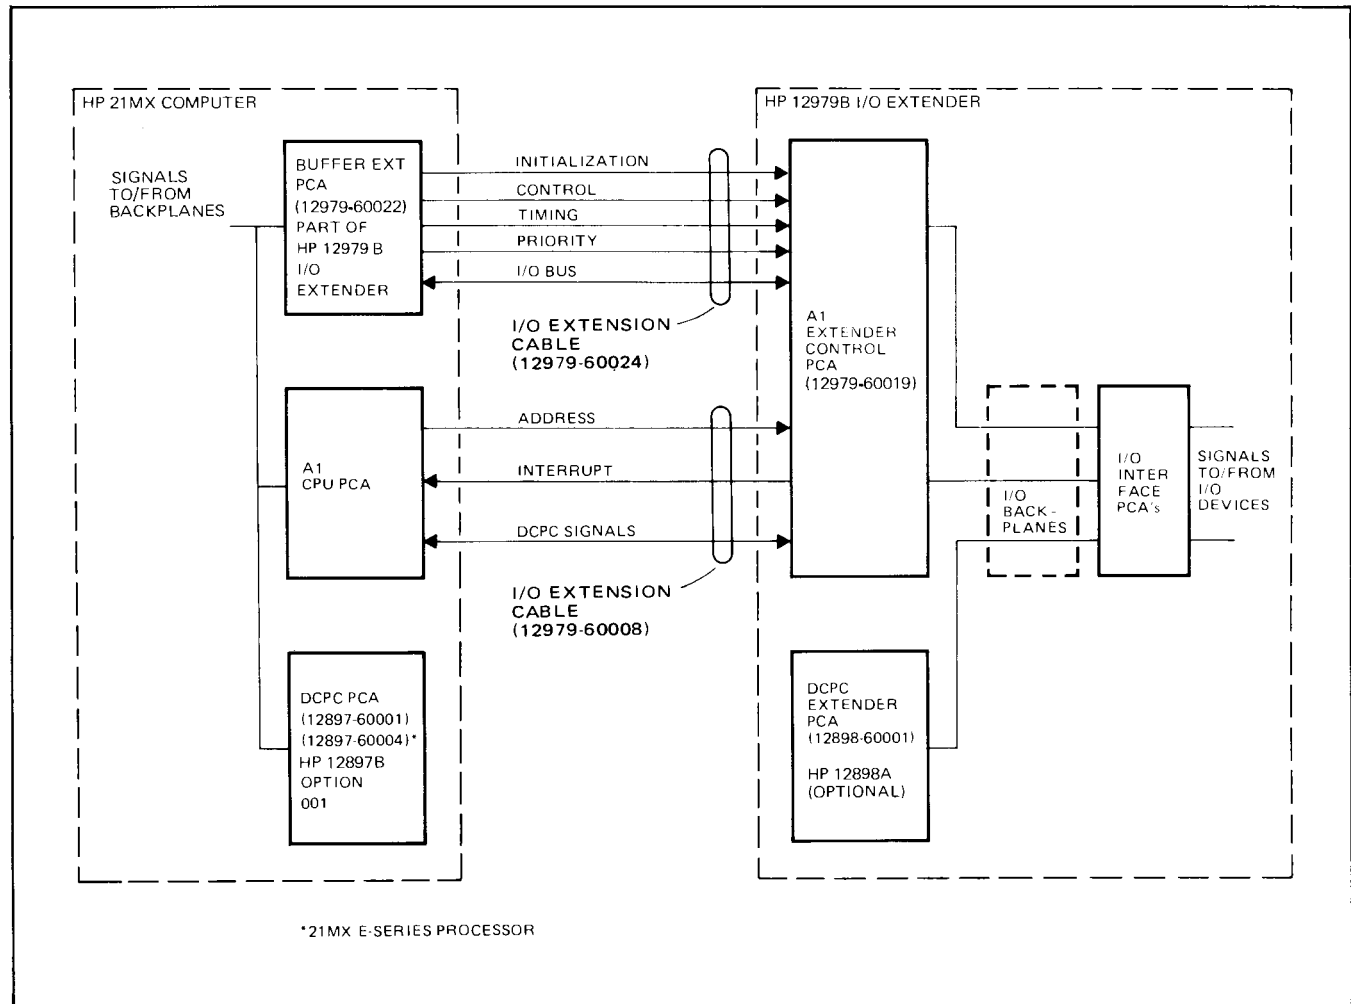 HP 21MX COMPUTER
SIGNALS
TO/FROM
BACKPLANES
BUFFER EXT
PCA
(12979-60022)
PART OF
HP 12979 B
I/O
EXTENDER
INITIALIZATION
CONTROL
TIMING
PRIORITY
I/O BUS
I/O EXTENSION
CABLE
(12979-60024)
A1
CPU PCA
ADDRESS
INTERRUPT
DCPC SIGNALS
I/O EXTENSION
CABLE
(12979-60008)
DCPC PCA
(12897-60001)
(12897-60004)*
HP 12897B
OPTION
001
HP 12979B I/O EXTENDER
A1
EXTENDER
CONTROL
PCA
(12979-60019)
I/O
BACK-
PLANES
I/O
INTER
FACE
PCA's
SIGNALS
TO/FROM
I/O
DEVICES
DCPC
EXTENDER
PCA
(12898-60001)
HP 12898A
(OPTIONAL)
*21MX E-SERIES PROCESSOR